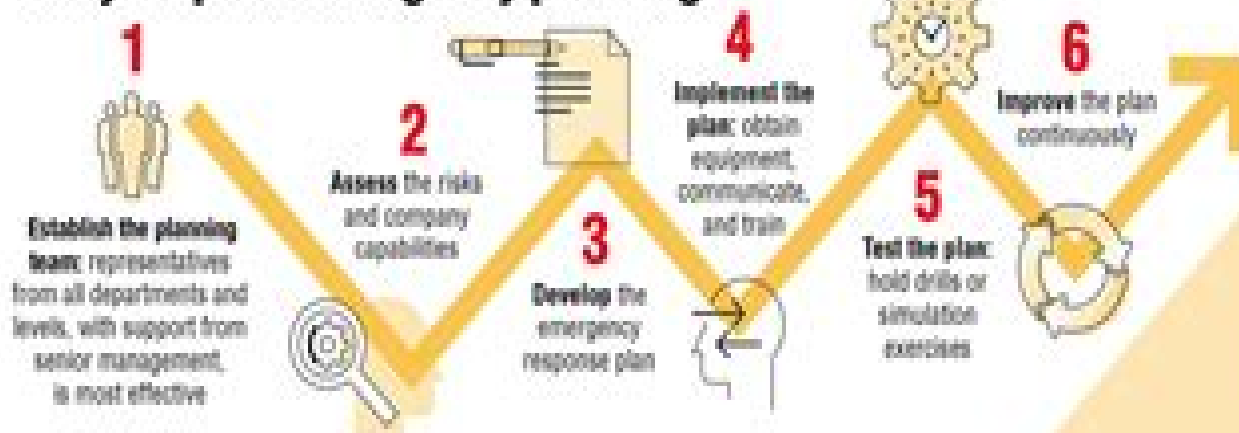 1
Establish the planning
team: representatives
from all departments and
levels, with support from
senior management,
is most effective
2
Assess the risks
and company
capabilities
3
Develop the
emergency
response plan
4
Implement the
plan: obtain
equipment,
communicate,
and train
5
Test the plan:
hold drills or
simulation
exercises
6
Improve the plan
continuously